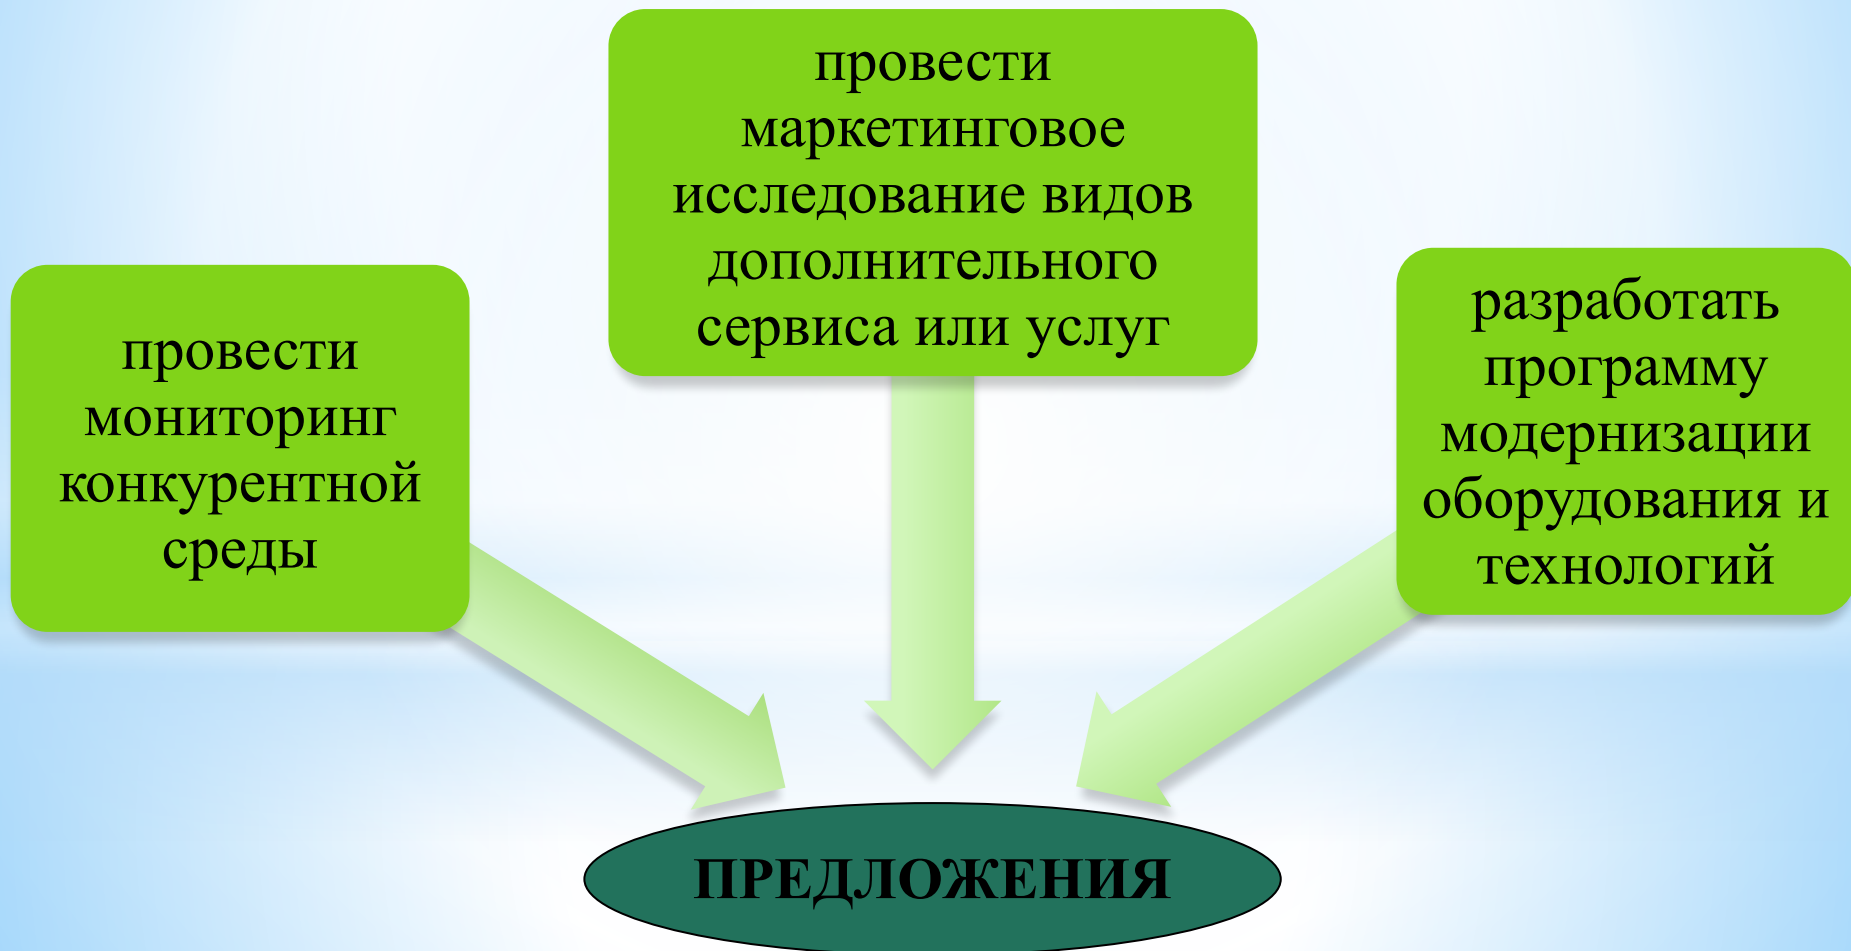 провести
мониторинг
конкурентной
среды
провести
маркетинговое
исследование видов
дополнительного
сервиса или услуг
разработать
программу
модернизации
оборудования и
технологий
ПРЕДЛОЖЕНИЯ